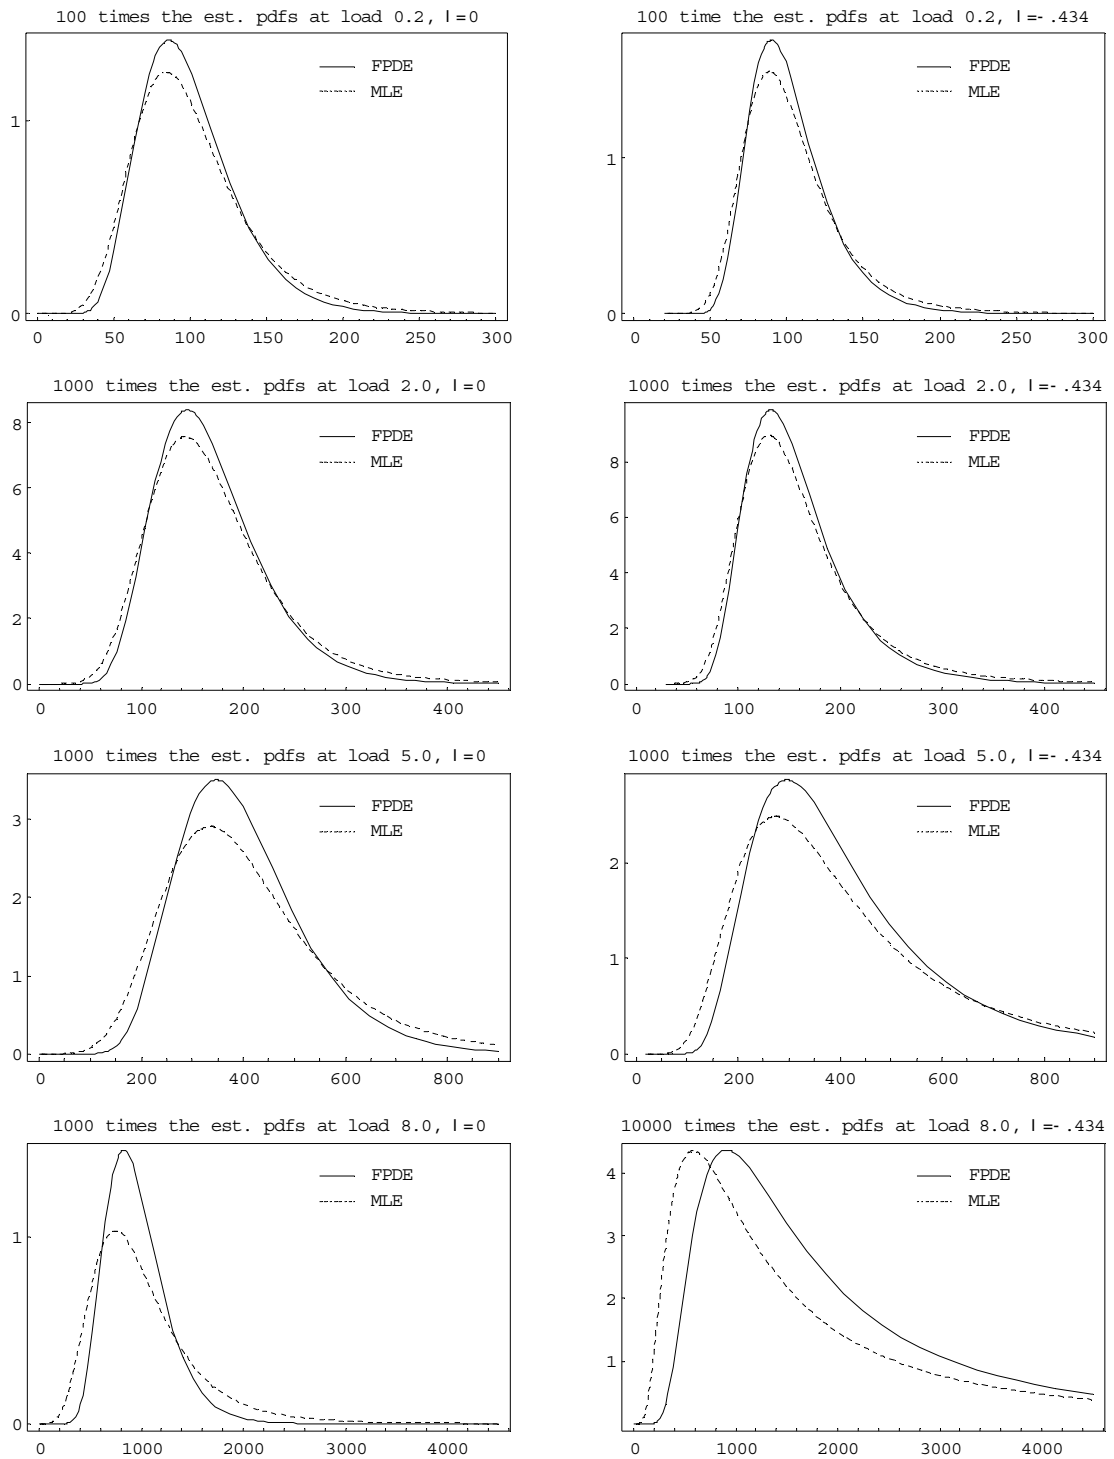 100 times the est. pdfs at load 0.2, l=0
FPDE
MLE
1
0
0 50 100 150 200 250 300
100 time the est. pdfs at load 0.2, l=-.434
FPDE
MLE
1
0
50 100 150 200 250 300
1000 times the est. pdfs at load 2.0, l=0
FPDE
MLE
8
6
4
2
0
0 100 200 300 400
1000 times the est. pdfs at load 2.0, l=-.434
FPDE
MLE
8
6
4
2
0
0 100 200 300 400
1000 times the est. pdfs at load 5.0, l=0
FPDE
MLE
3
2
1
0
0 200 400 600 800
1000 times the est. pdfs at load 5.0, l=-.434
FPDE
MLE
2
1
0
0 200 400 600 800
1000 times the est. pdfs at load 8.0, l=0
FPDE
MLE
1
0
0 1000 2000 3000 4000
10000 times the est. pdfs at load 8.0, l=-.434
FPDE
MLE
4
3
2
1
0 1000 2000 3000 4000